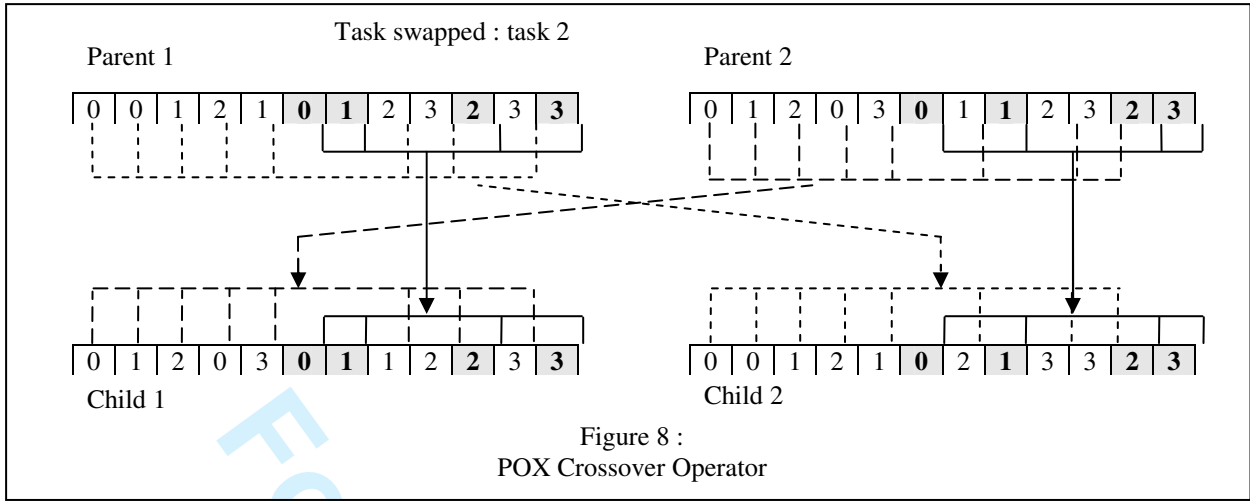 Task swapped : task 2
Parent 1
Parent 2
0 0 1 2 1 0 1 2 3 2 3 3
0 1 2 0 3 0 1 1 2 3 2 3
0 1 2 0 3 0 1 1 2 2 3 3
0 0 1 2 1 0 2 1 3 3 2 3
Child 1
Child 2
Figure 8 :
POX Crossover Operator
Fo